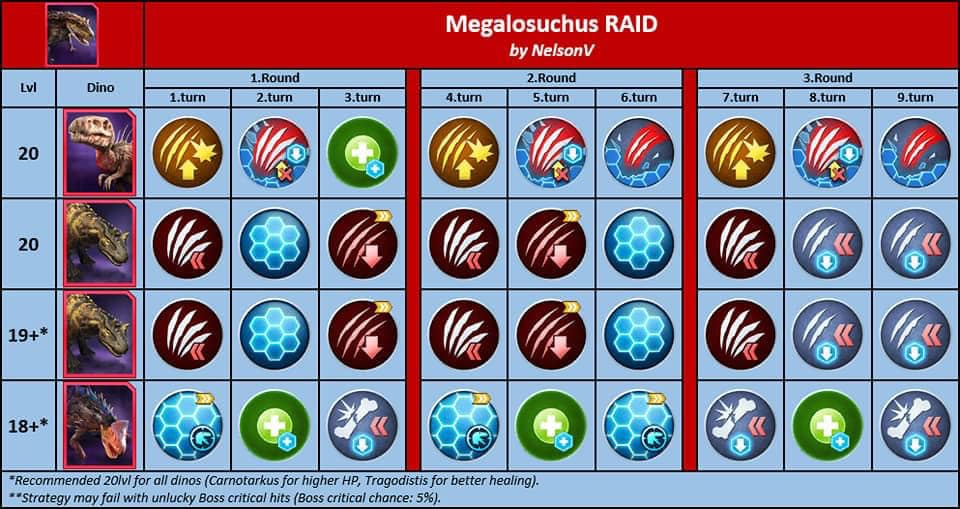 Megalosuchus RAID
by NelsonV
Lvl Dino 1.Round 2.Round 3.Round
1.turn 2.turn 3.turn 4.turn 5.turn 6.turn 7.turn 8.turn 9.turn
20
20
19+*
18+*
*Recommended 20lvl for all dinos (Carnotarkus for higher HP, Tragodistis for better healing).
**Strategy may fail with unlucky Boss critical hits (Boss critical chance: 5%).